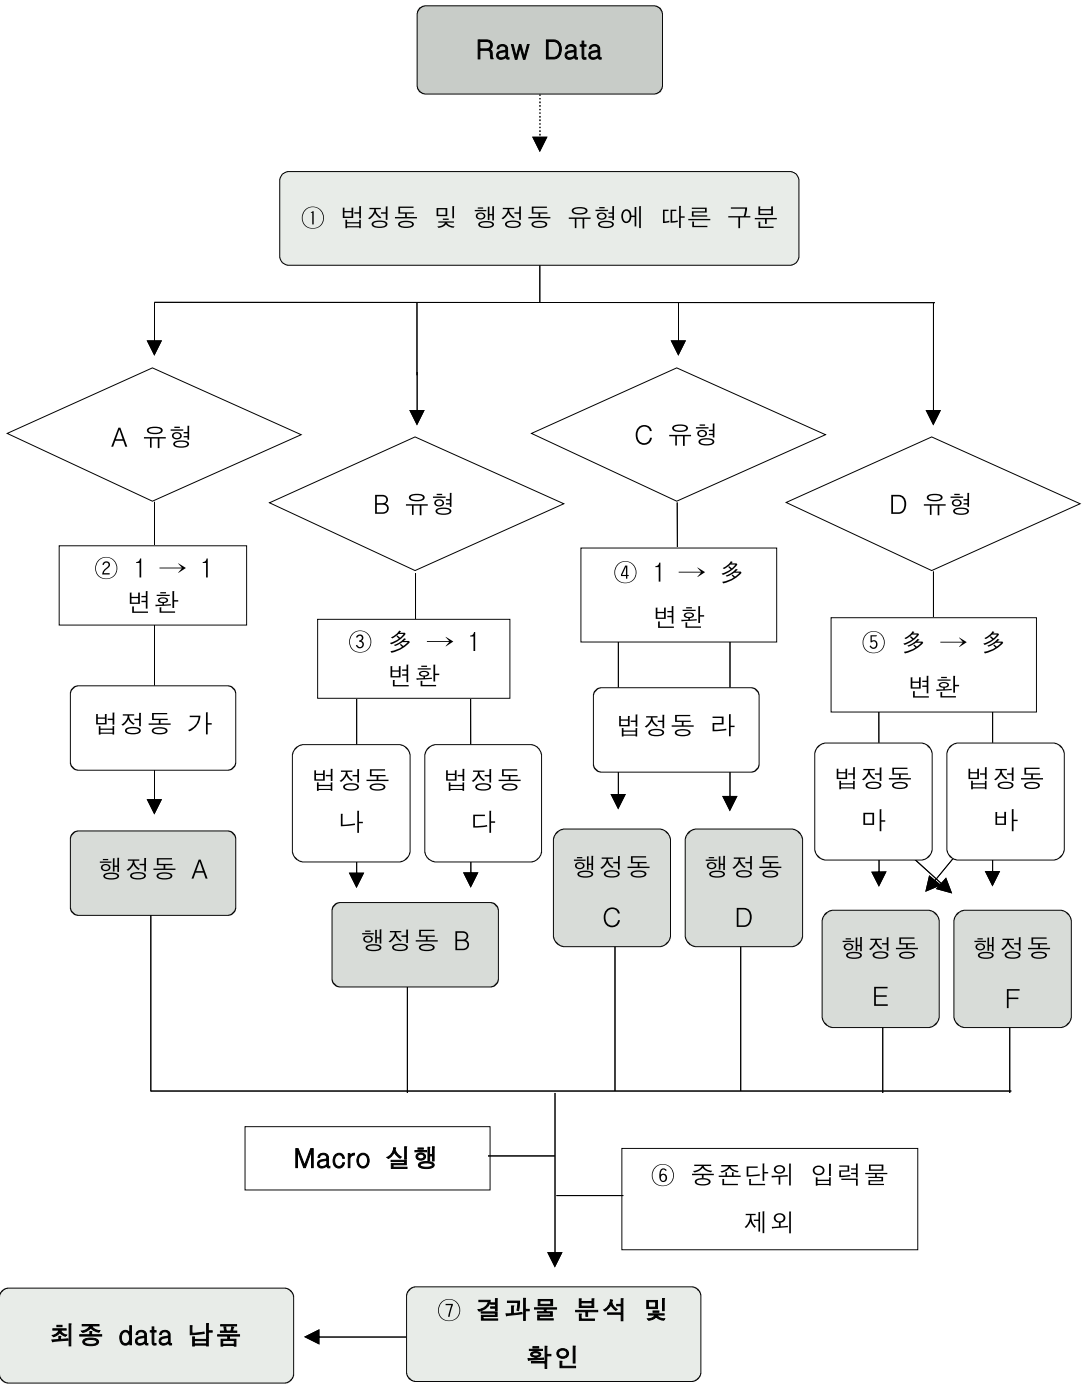 Raw Data
① 법정동 및 행정동 유형에 따른 구분
A 유형
B 유형
C 유형
D 유형
② 1 → 1
변환
③ 多 → 1
변환
④ 1 → 多
변환
⑤ 多 → 多
변환
법정동 가
법정동
나
법정동
다
법정동 라
법정동
마
법정동
바
행정동 A
행정동 B
행정동
C
행정동
D
행정동
E
행정동
F
Macro 실행
⑥ 중죤단위 입력물
제외
⑦ 결과물 분석 및
확인
최종 data 납품